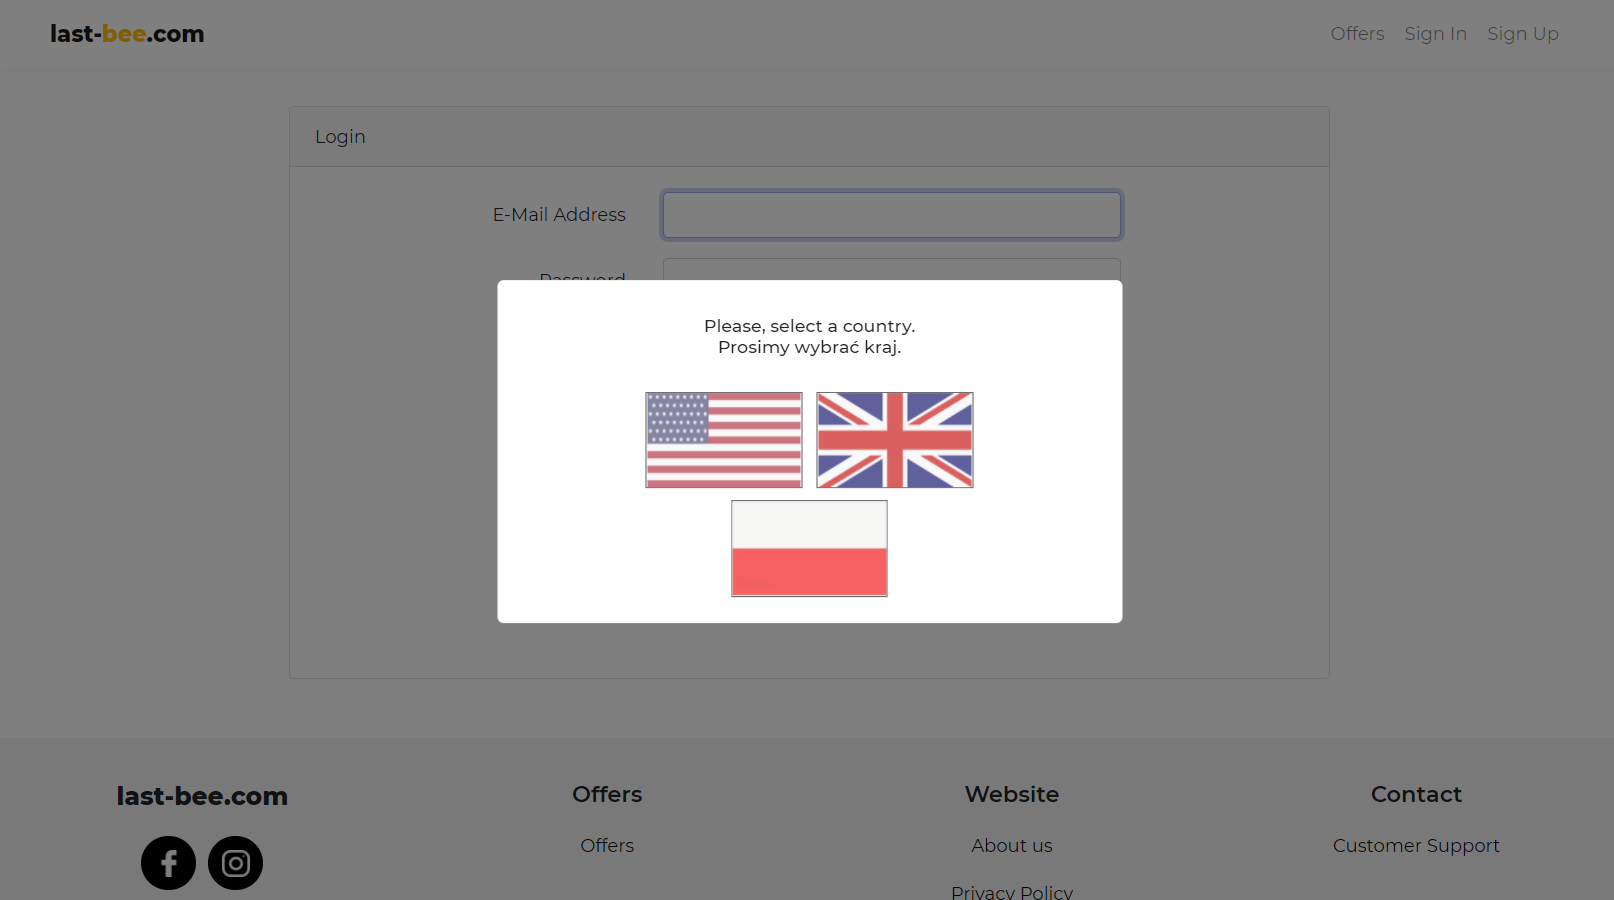 last-bee.com
Offers Sign In Sign Up
Login
E-Mail Address
Password
Please, select a country.
Prosimy wybrać kraj.
last-bee.com
Offers
Offers
Website
About us
Privacy Policy
Contact
Customer Support